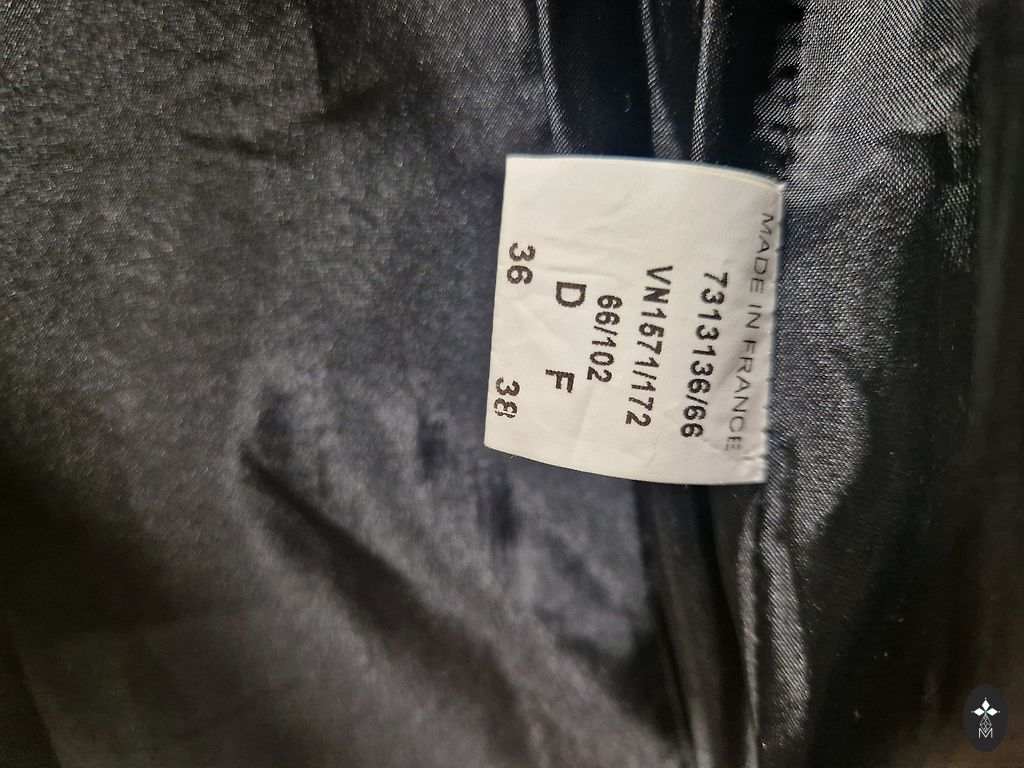 MADE IN FRANCE
7313136/66
VN1571/172
66/102
D F
36 38
M